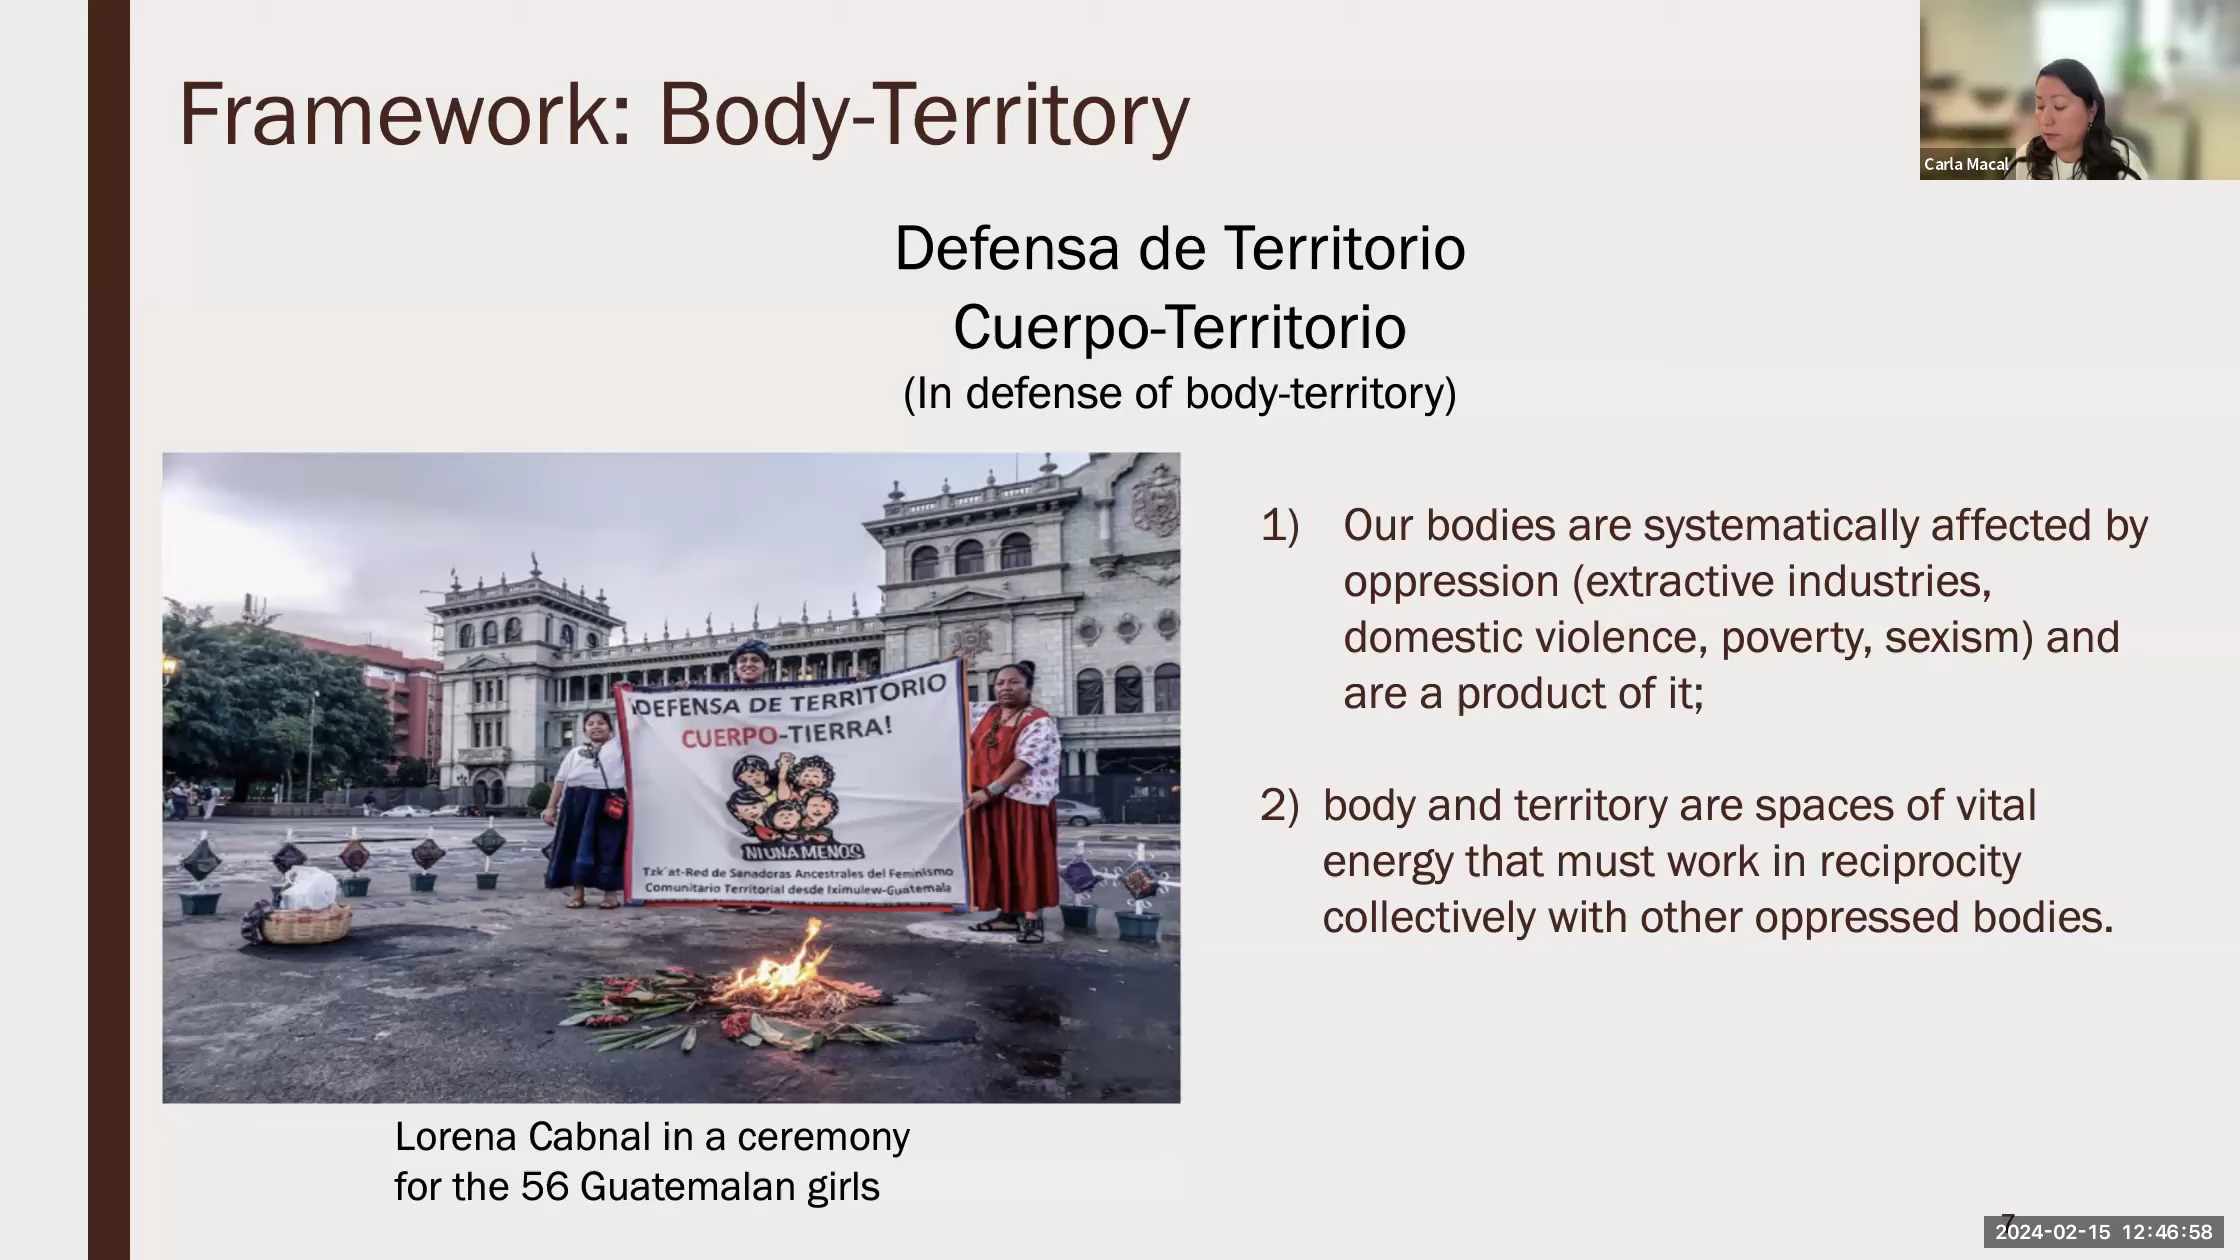 Framework: Body-Territory
Carla Macal
Defensa de Territorio
Cuerpo-Territorio
(In defense of body-territory)
¡DEFENSA DE TERRITORIO
CUERPO-TIERRA!
NI UNA MENOS
Tzk´at-Red de Sanadoras Ancestrales del Feminismo
Comunitario Territorial desde Iximulew-Guatemala
Lorena Cabnal in a ceremony
for the 56 Guatemalan girls
1) Our bodies are systematically affected by
oppression (extractive industries,
domestic violence, poverty, sexism) and
are a product of it;
2) body and territory are spaces of vital
energy that must work in reciprocity
collectively with other oppressed bodies.
7
2024-02-15 12:46:58